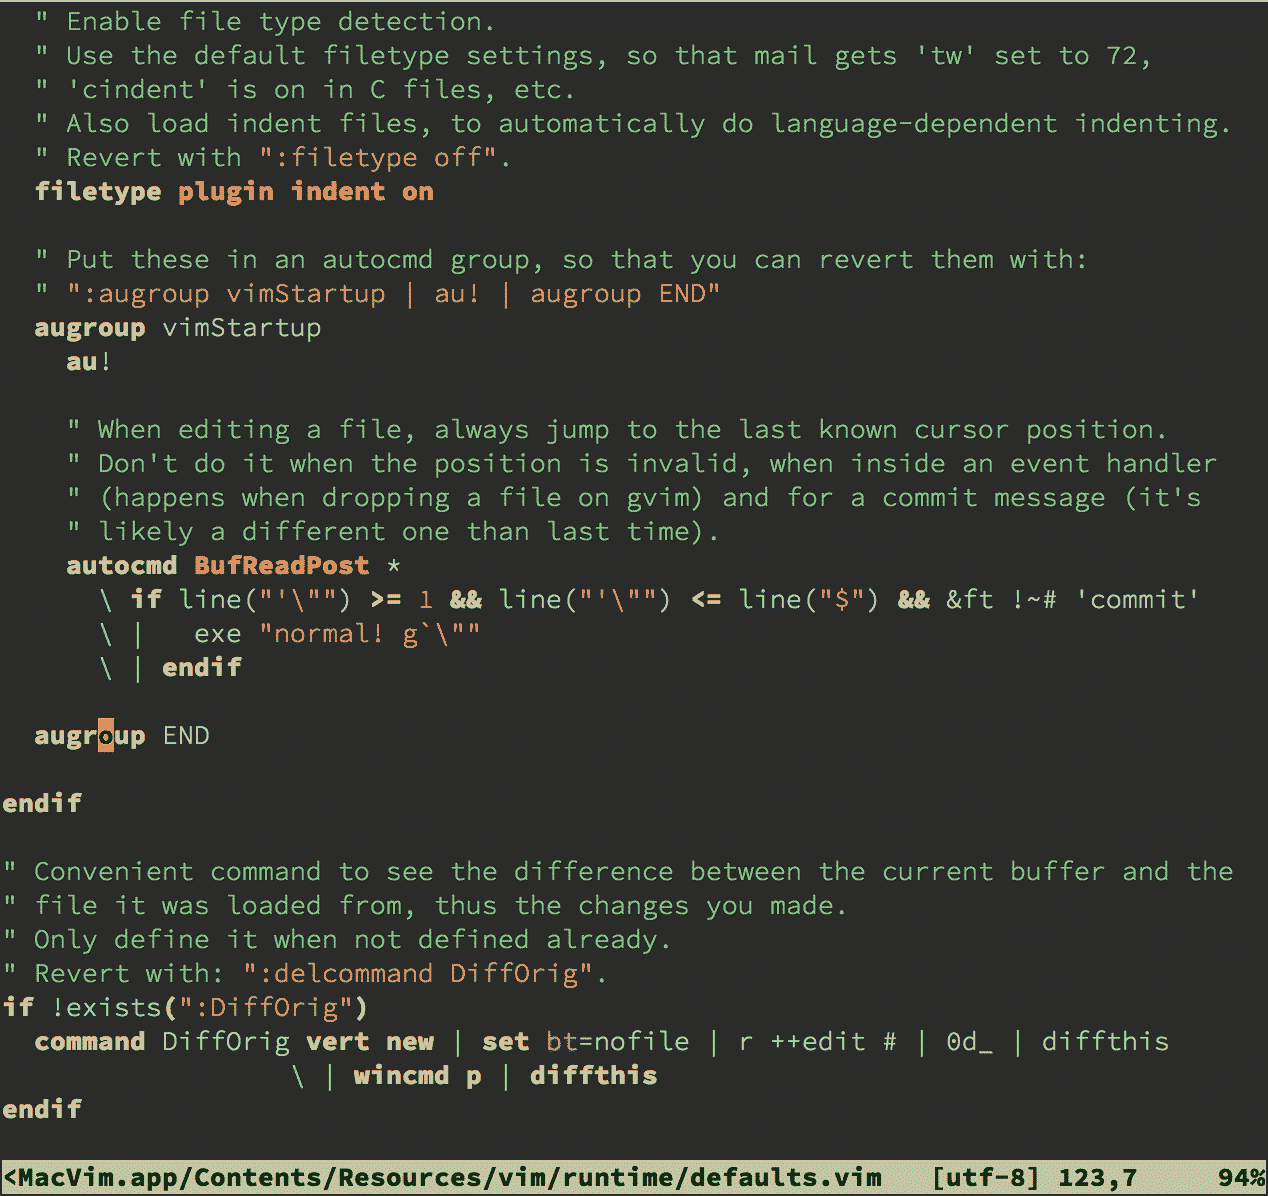 " Enable file type detection.
" Use the default filetype settings, so that mail gets 'tw' set to 72,
" 'cindent' is on in C files, etc.
" Also load indent files, to automatically do language-dependent indenting.
" Revert with ":filetype off".
filetype plugin indent on
" Put these in an autocmd group, so that you can revert them with:
" ":augroup vimStartup | au! | augroup END"
augroup vimStartup
au!
" When editing a file, always jump to the last known cursor position.
" Don't do it when the position is invalid, when inside an event handler
" (happens when dropping a file on gvim) and for a commit message (it's
" likely a different one than last time).
autocmd BufReadPost *
\ if line("'\"") >= 1 && line("'\"") <= line("$") && &ft !~# 'commit'
\ |   exe "normal! g`\""
\ | endif
augroup END
endif
" Convenient command to see the difference between the current buffer and the
" file it was loaded from, thus the changes you made.
" Only define it when not defined already.
" Revert with: ":delcommand DiffOrig".
if !exists(":DiffOrig")
command DiffOrig vert new | set bt=nofile | r ++edit # | 0d_ | diffthis
\ | wincmd p | diffthis
endif
<MacVim.app/Contents/Resources/vim/runtime/defaults.vim   [utf-8] 123,7     94%